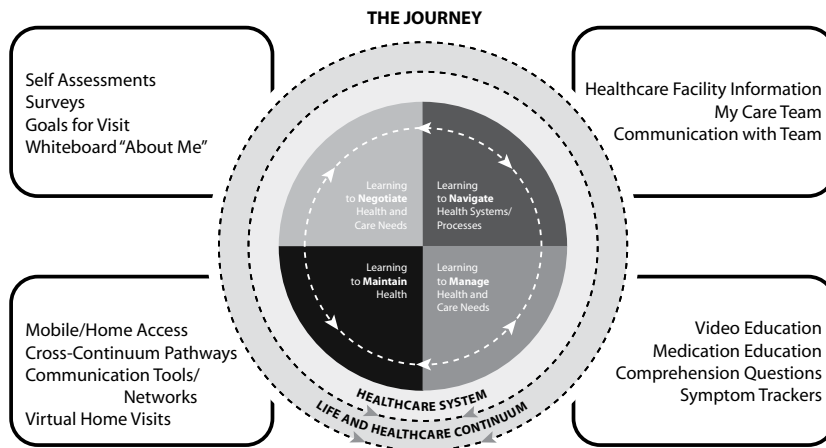 THE JOURNEY
Self Assessments
Surveys
Goals for Visit
Whiteboard “About Me”
Healthcare Facility Information
My Care Team
Communication with Team
Learning
to Negotiate
Health and
Care Needs
Learning
to Navigate
Health Systems/
Processes
Learning
to Maintain
Health
Learning
to Manage
Health and
Care Needs
Mobile/Home Access
Cross-Continuum Pathways
Communication Tools/
Networks
Virtual Home Visits
Video Education
Medication Education
Comprehension Questions
Symptom Trackers
HEALTHCARE SYSTEM
LIFE AND HEALTHCARE CONTINUUM